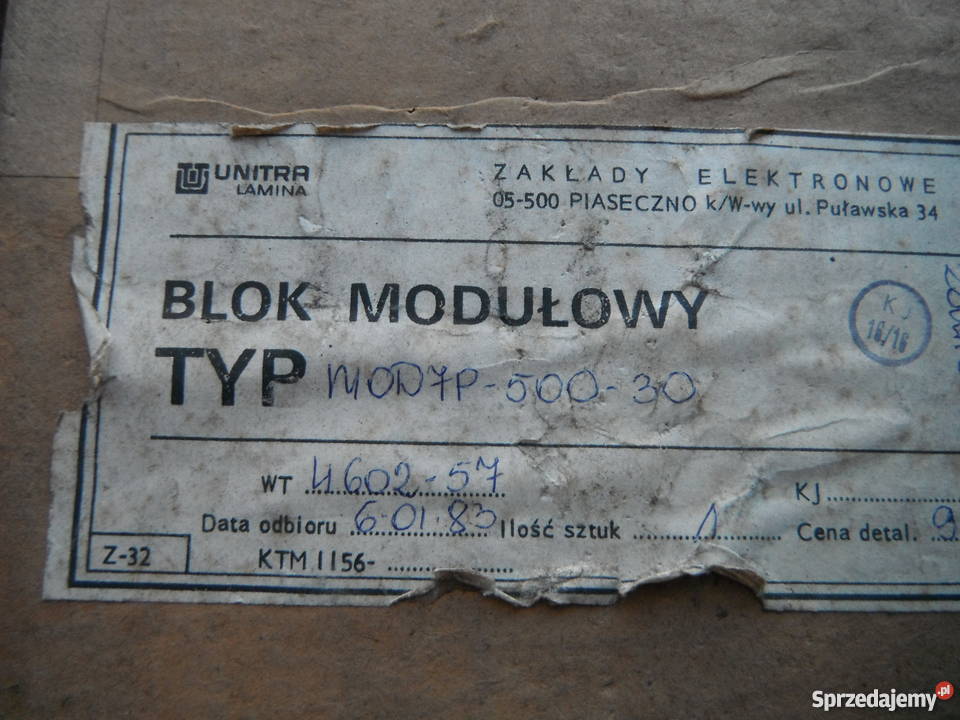 UNITRA
LAMINA
ZAKŁADY ELEKTRONOWE
05-500 PIASECZNO k/W-wy ul. Puławska 34
BLOK MODUŁOWY
TYP MOD7P-500-30
KJ
16/16
WT 4602-57
KJ
Data odbioru 6.01.83 Ilość sztuk 1 Cena detal. 9
Z-32
KTM 1156-
Sprzedajemy.pl